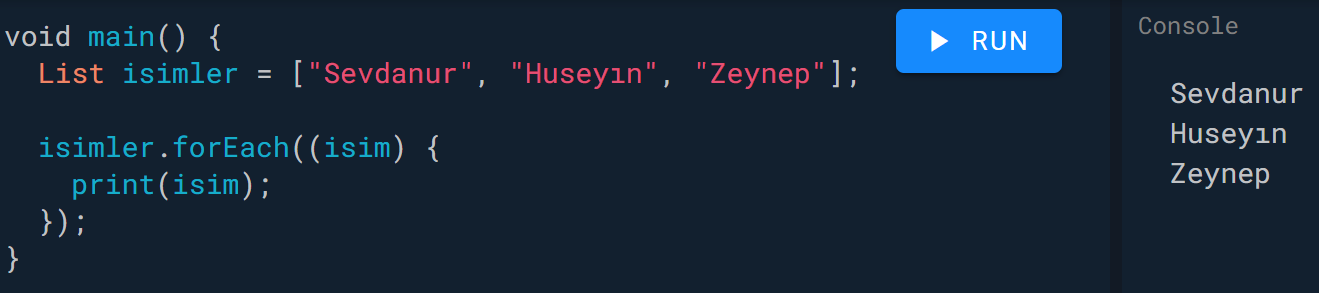 void main() {
  List isimler = ["Sevdanur", "Huseyın", "Zeynep"];

  isimler.forEach((isim) {
    print(isim);
  });
}
RUN
Console
Sevdanur
Huseyın
Zeynep